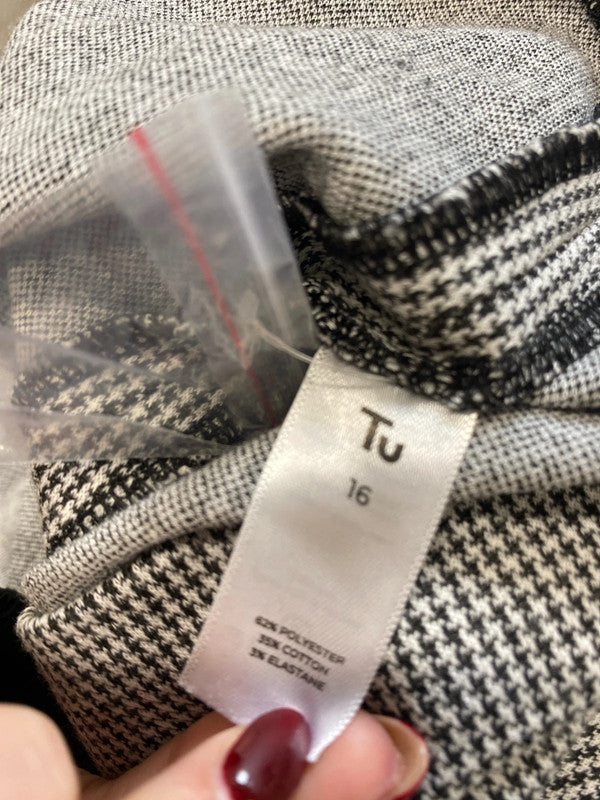 Tu
16
62% POLYESTER
35% COTTON
3% ELASTANE